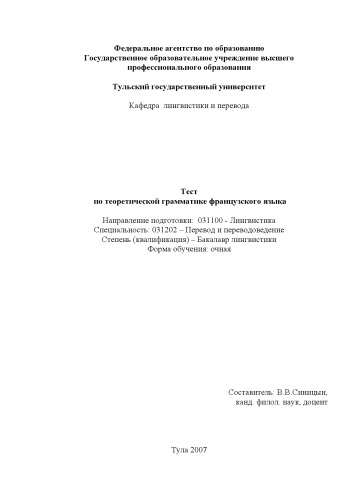 Федеральное агентство по образованию
Государственное образовательное учреждение высшего
профессионального образования
Тульский государственный университет
Кафедра лингвистики и перевода
Тест
по теоретической грамматике французского языка
Направление подготовки: 031100 - Лингвистика
Специальность: 031202 – Перевод и переводоведение
Степень (квалификация) – Бакалавр лингвистики
Форма обучения: очная
Составитель: В.В.Синицын,
канд. филол. наук, доцент
Тула 2007